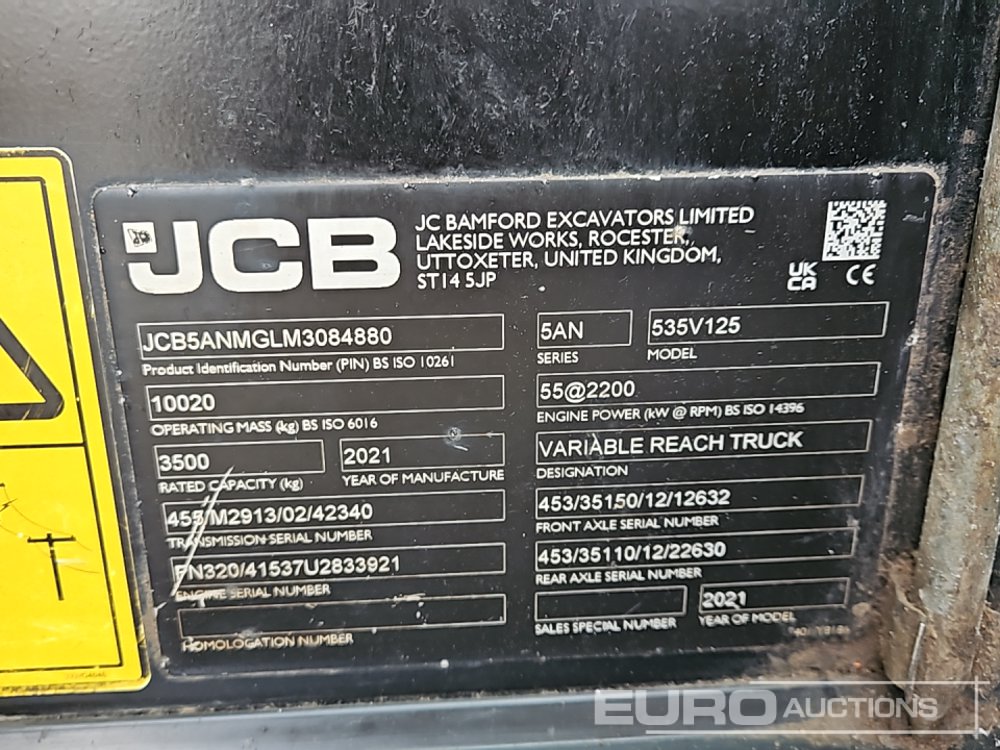 JCB
JC BAMFORD EXCAVATORS LIMITED
LAKESIDE WORKS, ROCESTER,
UTTOXETER, UNITED KINGDOM,
ST14 5JP
UK
CA
CE
JCB5ANMGLM3084880
Product Identification Number (PIN) BS ISO 10261
5AN
SERIES
535V125
MODEL
10020
OPERATING MASS (kg) BS ISO 6016
55@2200
ENGINE POWER (kW @ RPM) BS ISO 14396
3500
RATED CAPACITY (kg)
2021
YEAR OF MANUFACTURE
VARIABLE REACH TRUCK
DESIGNATION
455/M2913/02/42340
TRANSMISSION SERIAL NUMBER
453/35150/12/12632
FRONT AXLE SERIAL NUMBER
PN320/41537U2833921
ENGINE SERIAL NUMBER
453/35110/12/22630
REAR AXLE SERIAL NUMBER
HOMOLOGATION NUMBER
SALES SPECIAL NUMBER
2021
YEAR OF MODEL
EURO AUCTIONS